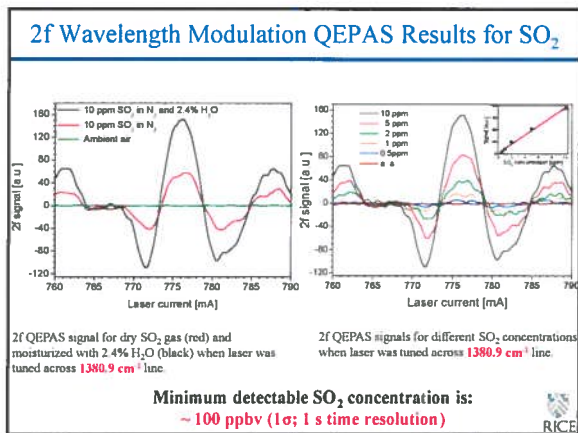 2f Wavelength Modulation QEPAS Results for SO2
10 ppm SO2 in N2 and 2.4% H2O
10 ppm SO2 in N2
Ambient air
2f signal [a u]
160
120
80
40
0
-40
-80
-120
760 765 770 775 780 785 790
Laser current [mA]
10 ppm
5 ppm
2 ppm
1 ppm
0 5ppm
2f signal [a u]
160
120
80
40
0
-40
-80
-120
760 765 770 775 780 785 790
Laser current [mA]
2f QEPAS signal for dry SO2 gas (red) and
moisturized with 2.4% H2O (black) when laser was
tuned across 1380.9 cm-1 line.
2f QEPAS signals for different SO2 concentrations
when laser was tuned across 1380.9 cm-1 line.
Minimum detectable SO2 concentration is:
~ 100 ppbv (1σ; 1 s time resolution)
RICE